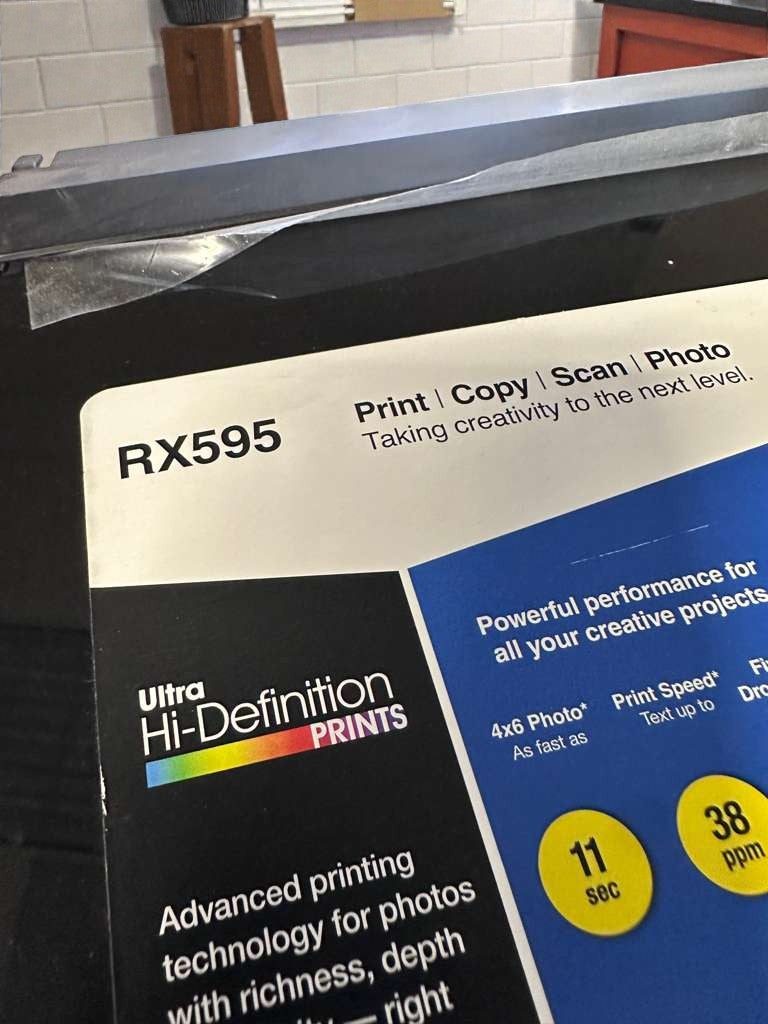 RX595
Print | Copy | Scan | Photo
Taking creativity to the next level.
Ultra
Hi-Definition
PRINTS
Advanced printing
technology for photos
with richness, depth
— right
Powerful performance for
all your creative projects
4x6 Photo*
As fast as
11
sec
Print Speed*
Text up to
38
ppm